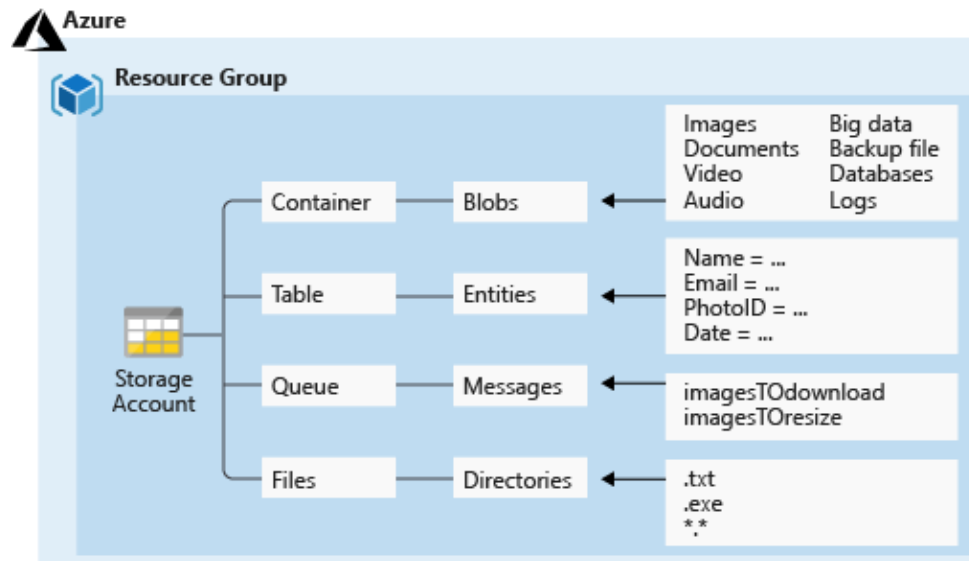 Azure
Resource Group
Images Big data
Documents Backup file
Video Databases
Audio Logs
Container Blobs
Name = ...
Email = ...
PhotoID = ...
Date = ...
Table Entities
Storage
Account
Queue Messages
imagesTOdownload
imagesTOresize
Files Directories
.txt
.exe
*.*